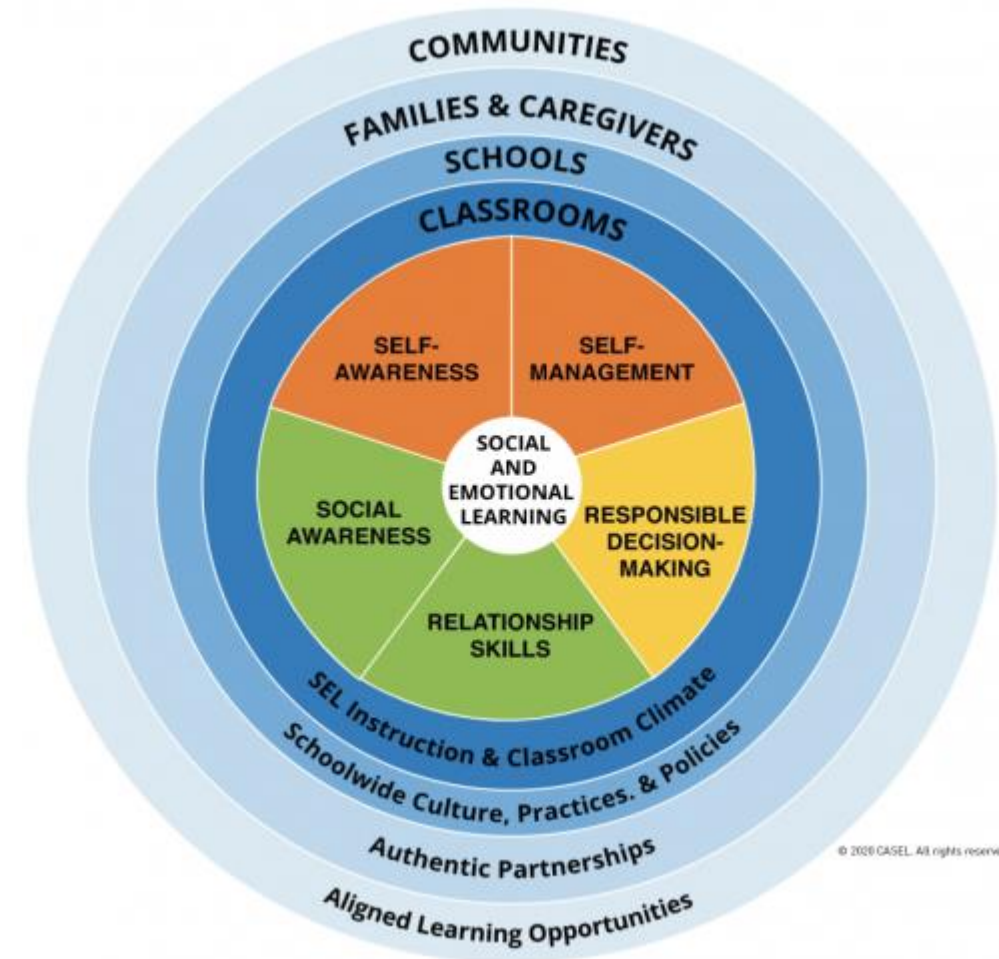 COMMUNITIES
FAMILIES & CAREGIVERS
SCHOOLS
CLASSROOMS
SELF-
AWARENESS
SELF-
MANAGEMENT
SOCIAL
AND
EMOTIONAL
LEARNING
SOCIAL
AWARENESS
RESPONSIBLE
DECISION-
MAKING
RELATIONSHIP
SKILLS
SEL Instruction & Classroom Climate
Schoolwide Culture, Practices. & Policies
Authentic Partnerships
Aligned Learning Opportunities
© 2020 CASEL. All rights reserve